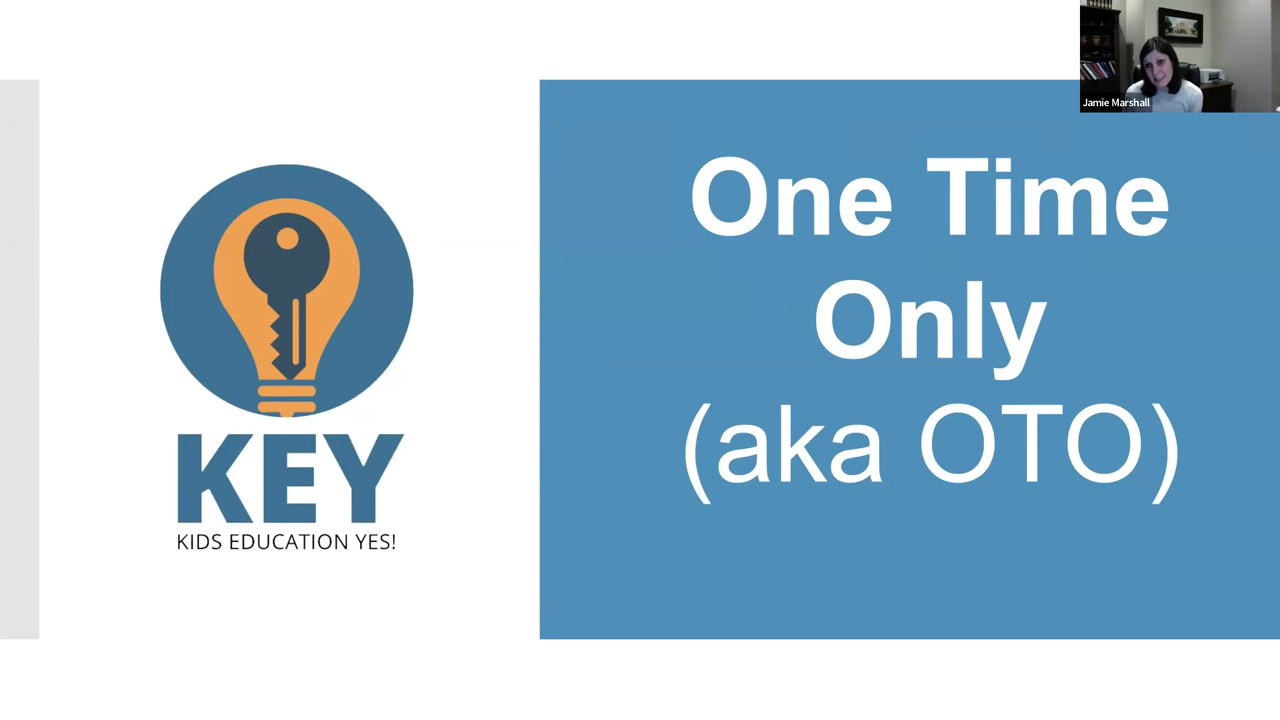 Jamie Marshall
One Time
Only
(aka OTO)
KEY
KIDS EDUCATION YES!